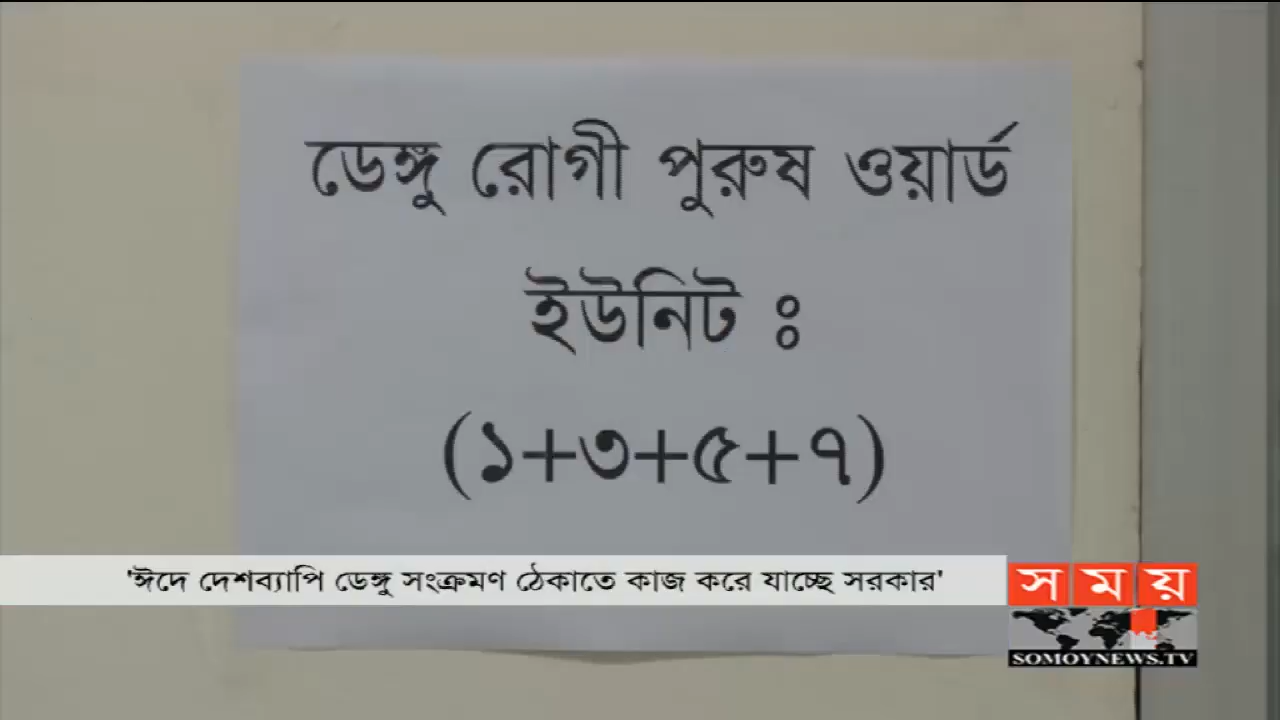 ডেঙ্গু রোগী পুরুষ ওয়ার্ড
ইউনিট ঃ
(১+৩+৫+৭)
'ঈদে দেশব্যাপি ডেঙ্গু সংক্রমণ ঠেকাতে কাজ করে যাচ্ছে সরকার'
সময়
SOMOYNEWS.TV